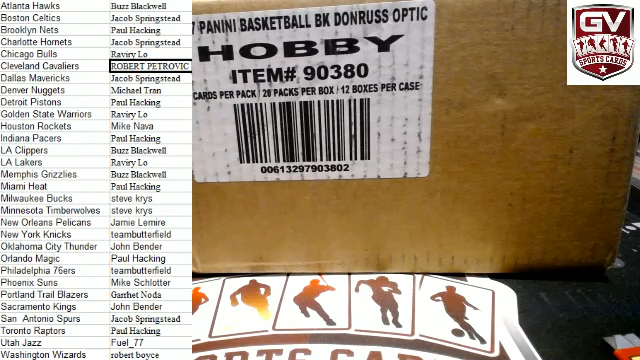 Atlanta Hawks Buzz Blackwell
Boston Celtics Jacob Springstead
Brooklyn Nets Paul Hacking
Charlotte Hornets Jacob Springstead
Chicago Bulls Raviry Lo
Cleveland Cavaliers ROBERT PETROVIC
Dallas Mavericks Jacob Springstead
Denver Nuggets Michael Tran
Detroit Pistons Paul Hacking
Golden State Warriors Raviry Lo
Houston Rockets Mike Nava
Indiana Pacers Paul Hacking
LA Clippers Buzz Blackwell
LA Lakers Raviry Lo
Memphis Grizzlies Buzz Blackwell
Miami Heat Paul Hacking
Milwaukee Bucks steve krys
Minnesota Timberwolves steve krys
New Orleans Pelicans Jamie Lemire
New York Knicks teambutterfield
Oklahoma City Thunder John Bender
Orlando Magic Paul Hacking
Philadelphia 76ers teambutterfield
Phoenix Suns Mike Schlotter
Portland Trail Blazers Garrhet Noda
Sacramento Kings John Bender
San Antonio Spurs Jacob Springstead
Toronto Raptors Paul Hacking
Utah Jazz Fuel_77
Washington Wizards robert boyce
7 PANINI BASKETBALL BK DONRUSS OPTIC
HOBBY
ITEM# 90380
CARDS PER PACK / 20 PACKS PER BOX / 12 BOXES PER CASE
00613297903802
GV
SPORTS CARDS
ORTS CAR